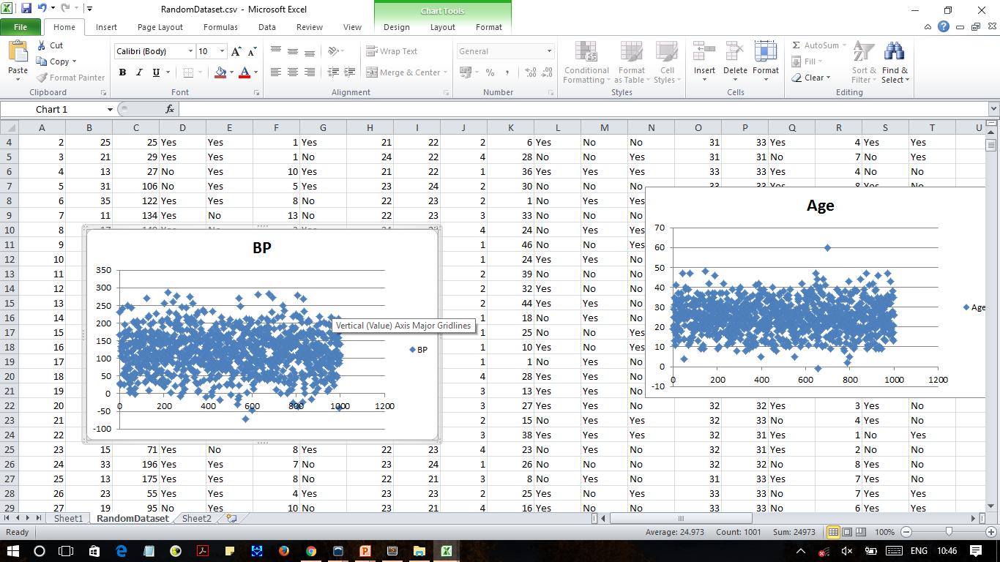 RandomDataset.csv - Microsoft Excel
Chart Tools
File Home Insert Page Layout Formulas Data Review View Design Layout Format
Paste
Cut
Copy
Format Painter
Clipboard
Calibri (Body) 10
B I U
Font
Wrap Text
Merge & Center
Alignment
General
Number
Conditional Formatting
Format as Table
Cell Styles
Styles
Insert Delete Format
Cells
AutoSum
Fill
Clear
Sort & Filter
Find & Select
Editing
Chart 1 fx
A B C D E F G H I J K L M N O P Q R S T U
4 2 25 25 Yes Yes 1 Yes 21 22 2 6 Yes No No 31 33 Yes 4 Yes Yes
5 3 21 29 Yes Yes 1 No 24 22 4 28 No No Yes 31 31 No 7 No Yes
6 4 13 27 No Yes 10 Yes 21 22 1 36 Yes Yes Yes 33 33 Yes 4 No No
7 5 31 106 No Yes 5 Yes 23 24 2 30 No No No 33 33 Yes 8 Yes No
8 6 35 122 Yes Yes 8 No 22 23 2 1 No Yes Yes
9 7 11 134 Yes No 13 No 22 23 3 33 No No No
10 8 4 24 No Yes Yes
11 9 1 46 No No Yes
12 10 1 24 Yes Yes No
13 11 2 39 No No No
14 12 2 32 Yes No No
15 13 2 44 Yes Yes No
16 14 1 18 No Yes No
17 15 1 25 No No Yes
18 16 1 10 Yes No Yes
19 17 1 1 No Yes No
20 18 4 28 Yes Yes No
21 19 3 13 Yes Yes No
22 20 3 27 Yes Yes No 32 32 Yes 3 Yes No
23 21 2 15 No Yes Yes 32 33 No 4 Yes No
24 22 3 38 Yes Yes Yes 32 31 Yes 1 No Yes
25 23 15 71 Yes No 8 Yes 22 23 4 23 No Yes No 32 31 Yes 2 No No
26 24 33 196 Yes Yes 7 No 23 24 1 26 No No No 32 32 No 8 Yes No
27 25 13 175 Yes Yes 8 No 22 21 3 8 No Yes No 31 33 Yes 7 Yes No
28 26 23 55 Yes Yes 4 Yes 23 23 2 25 Yes No Yes 33 33 No 7 Yes Yes
29 27 19 95 No Yes 10 No 23 21 4 16 Yes No No 33 33 No 6 Yes Yes
BP
350
300
250
200
150
100
50
0
-50
-100
0 200 400 600 800 1000 1200
BP
Vertical (Value) Axis Major Gridlines
Age
70
60
50
40
30
20
10
0
-10
0 200 400 600 800 1000 1200
Age
Sheet1 RandomDataset Sheet2
Ready Average: 24.973 Count: 1001 Sum: 24973 100%
ENG 10:46